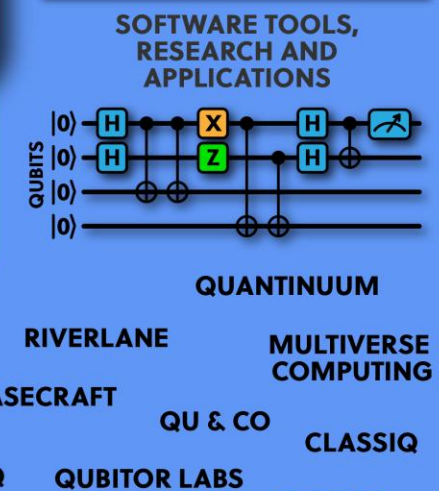 SOFTWARE TOOLS,
RESEARCH AND
APPLICATIONS
QUBITS
|0⟩ H X H
|0⟩ H Z H
|0⟩
|0⟩
QUANTINUUM
RIVERLANE
MULTIVERSE
COMPUTING
ASECRAFT
QU & CO
CLASSIQ
QUBITOR LABS